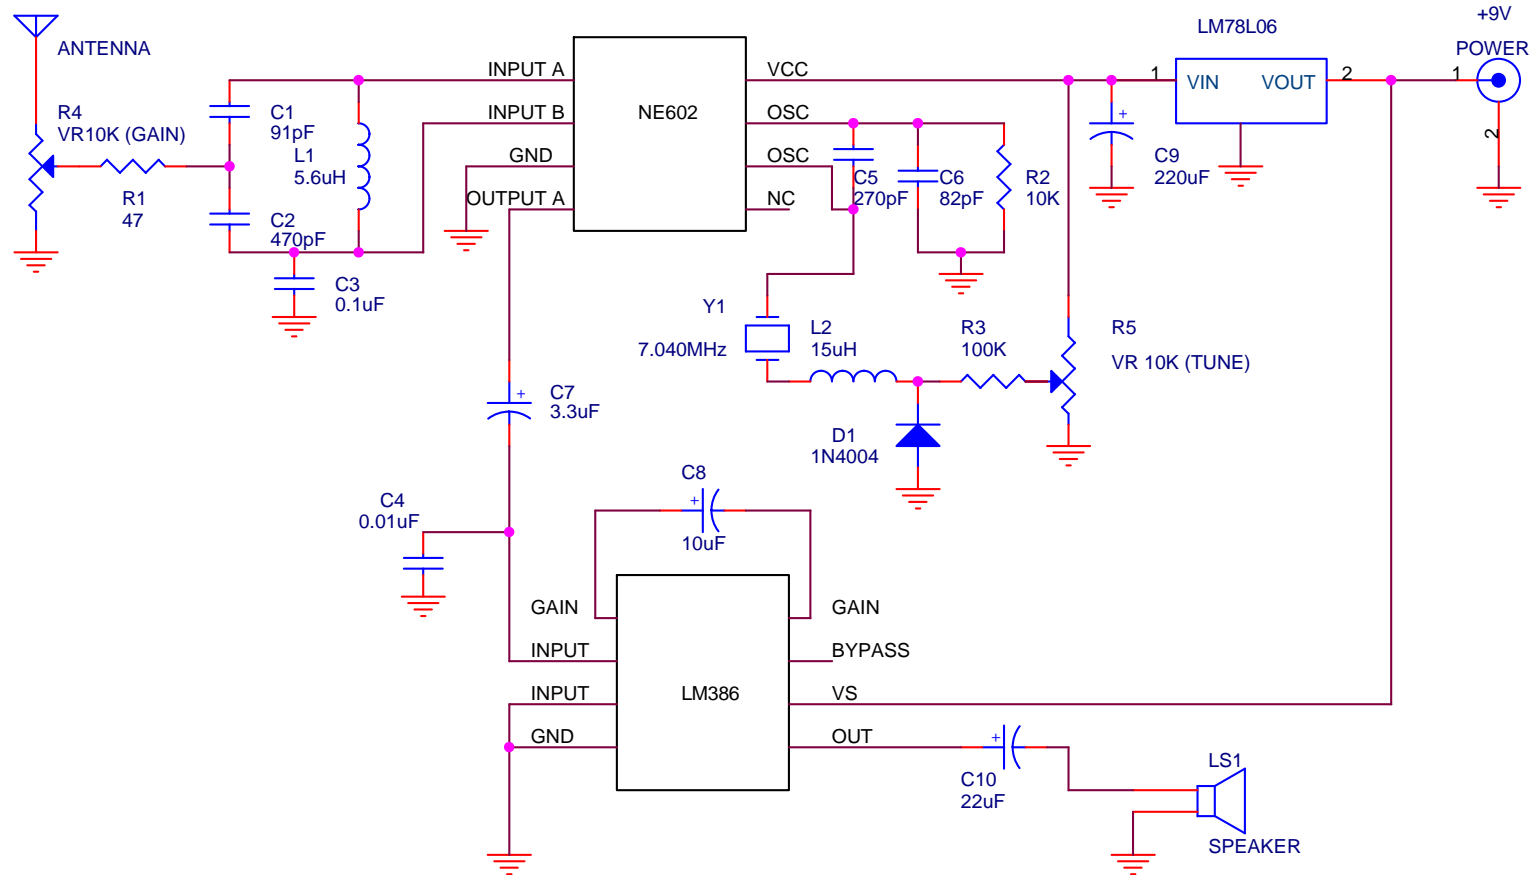 +9V
LM78L06
ANTENNA
POWER
INPUT A
VCC
1
VIN
VOUT
2
1
R4
VR10K (GAIN)
C1
91pF
INPUT B
NE602
OSC
2
L1
5.6uH
GND
OSC
C9
220uF
C5
270pF
C6
82pF
R2
10K
R1
47
OUTPUT A
NC
C2
470pF
C3
0.1uF
Y1
7.040MHz
L2
15uH
R3
100K
R5
VR 10K (TUNE)
C7
3.3uF
D1
1N4004
C8
10uF
C4
0.01uF
GAIN
GAIN
INPUT
BYPASS
INPUT
LM386
VS
GND
OUT
C10
22uF
LS1
SPEAKER
+
+
+
+